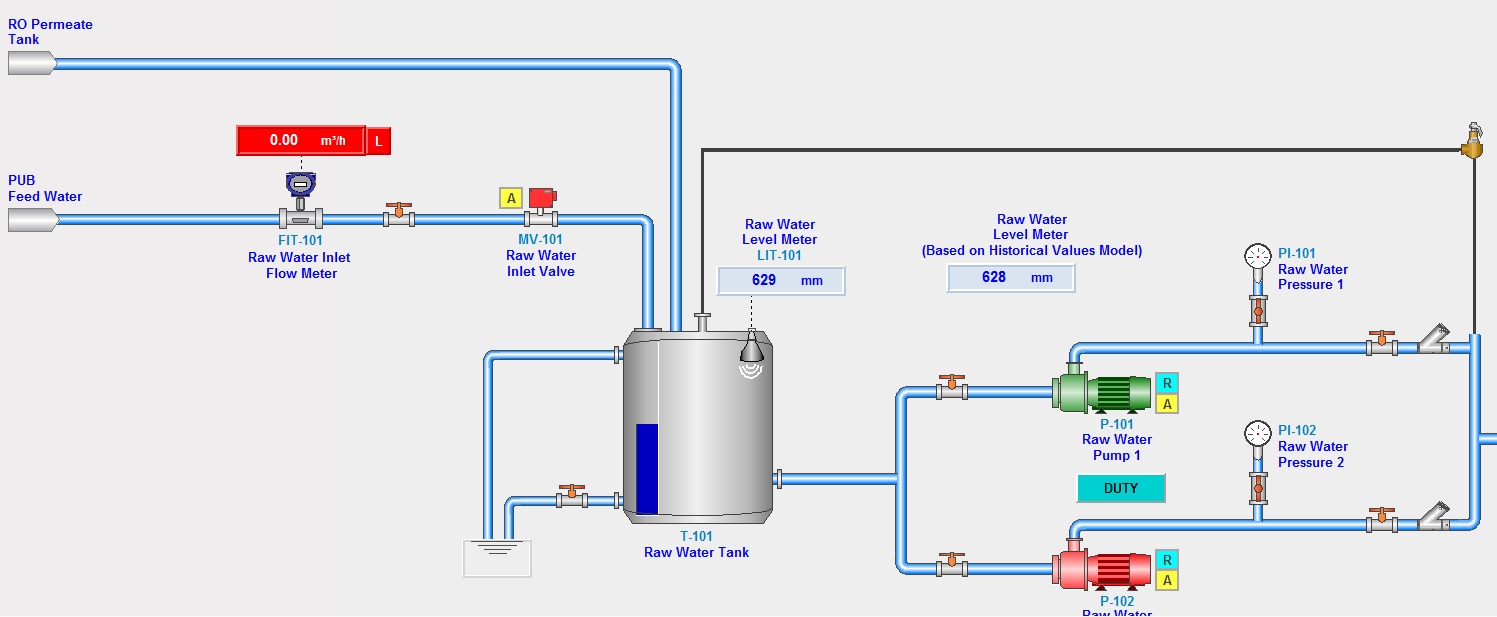 RO Permeate
Tank
0.00 m³/h L
PUB
Feed Water
A
FIT-101
Raw Water Inlet
Flow Meter
MV-101
Raw Water
Inlet Valve
Raw Water
Level Meter
LIT-101
629 mm
Raw Water
Level Meter
(Based on Historical Values Model)
628 mm
PI-101
Raw Water
Pressure 1
R
A
P-101
Raw Water
Pump 1
DUTY
PI-102
Raw Water
Pressure 2
T-101
Raw Water Tank
R
A
P-102
Raw Water